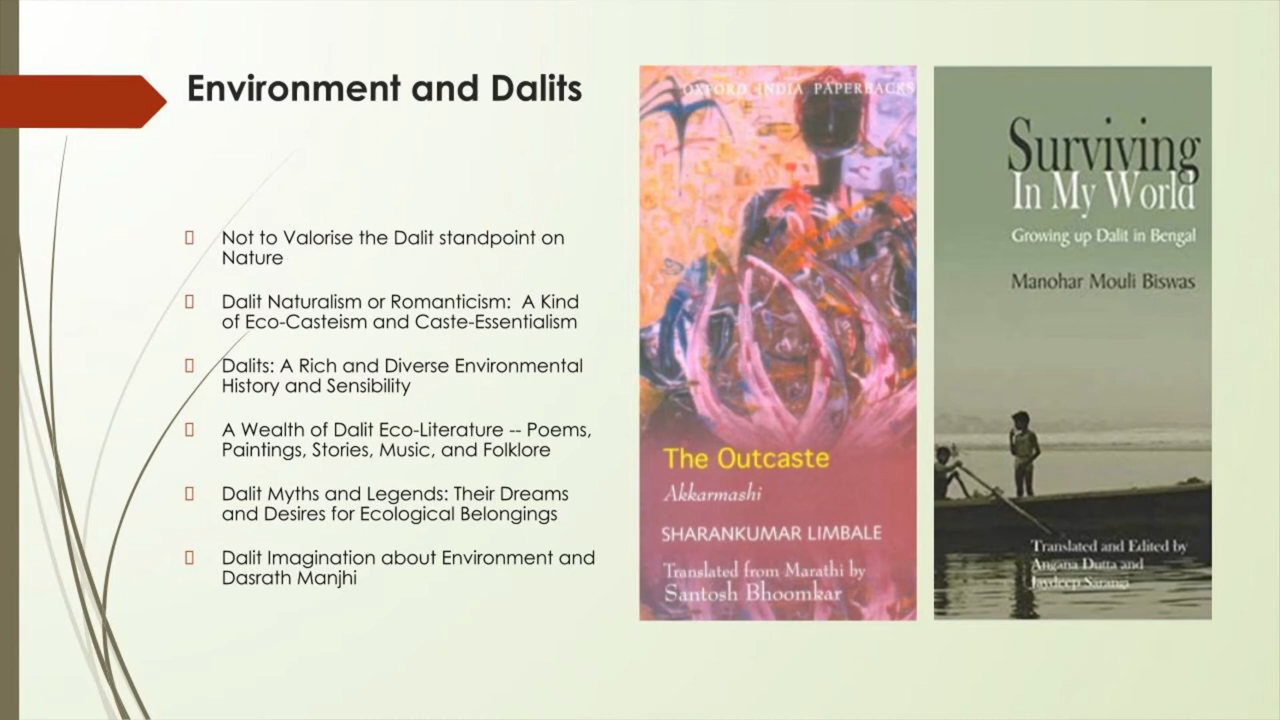 Environment and Dalits
Not to Valorise the Dalit standpoint on
Nature
Dalit Naturalism or Romanticism: A Kind
of Eco-Casteism and Caste-Essentialism
Dalits: A Rich and Diverse Environmental
History and Sensibility
A Wealth of Dalit Eco-Literature -- Poems,
Paintings, Stories, Music, and Folklore
Dalit Myths and Legends: Their Dreams
and Desires for Ecological Belongings
Dalit Imagination about Environment and
Dasrath Manjhi
OXFORD INDIA PAPERBACKS
The Outcaste
Akkarmashi
SHARANKUMAR LIMBALE
Translated from Marathi by
Santosh Bhoomkar
Surviving
In My World
Growing up Dalit in Bengal
Manohar Mouli Biswas
Translated and Edited by
Angana Dutta and
Jaydeep Sarangi